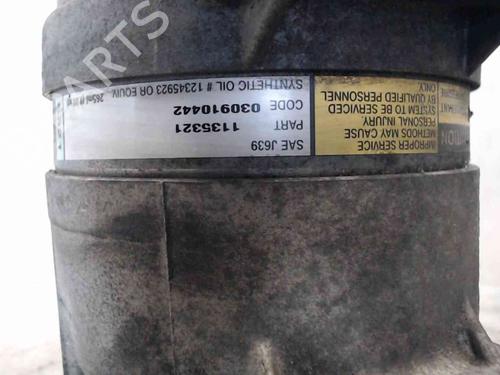 SAE J639
PART
1135321
CODE 030910442
SYNTHETIC OIL # 12345923 OR EQUIV.
IMPROPER SERVICE
METHODS MAY CAUSE
PERSONAL INJURY.
SYSTEM TO BE SERVICED
BY QUALIFIED PERSONNEL
ONLY.
PARTS